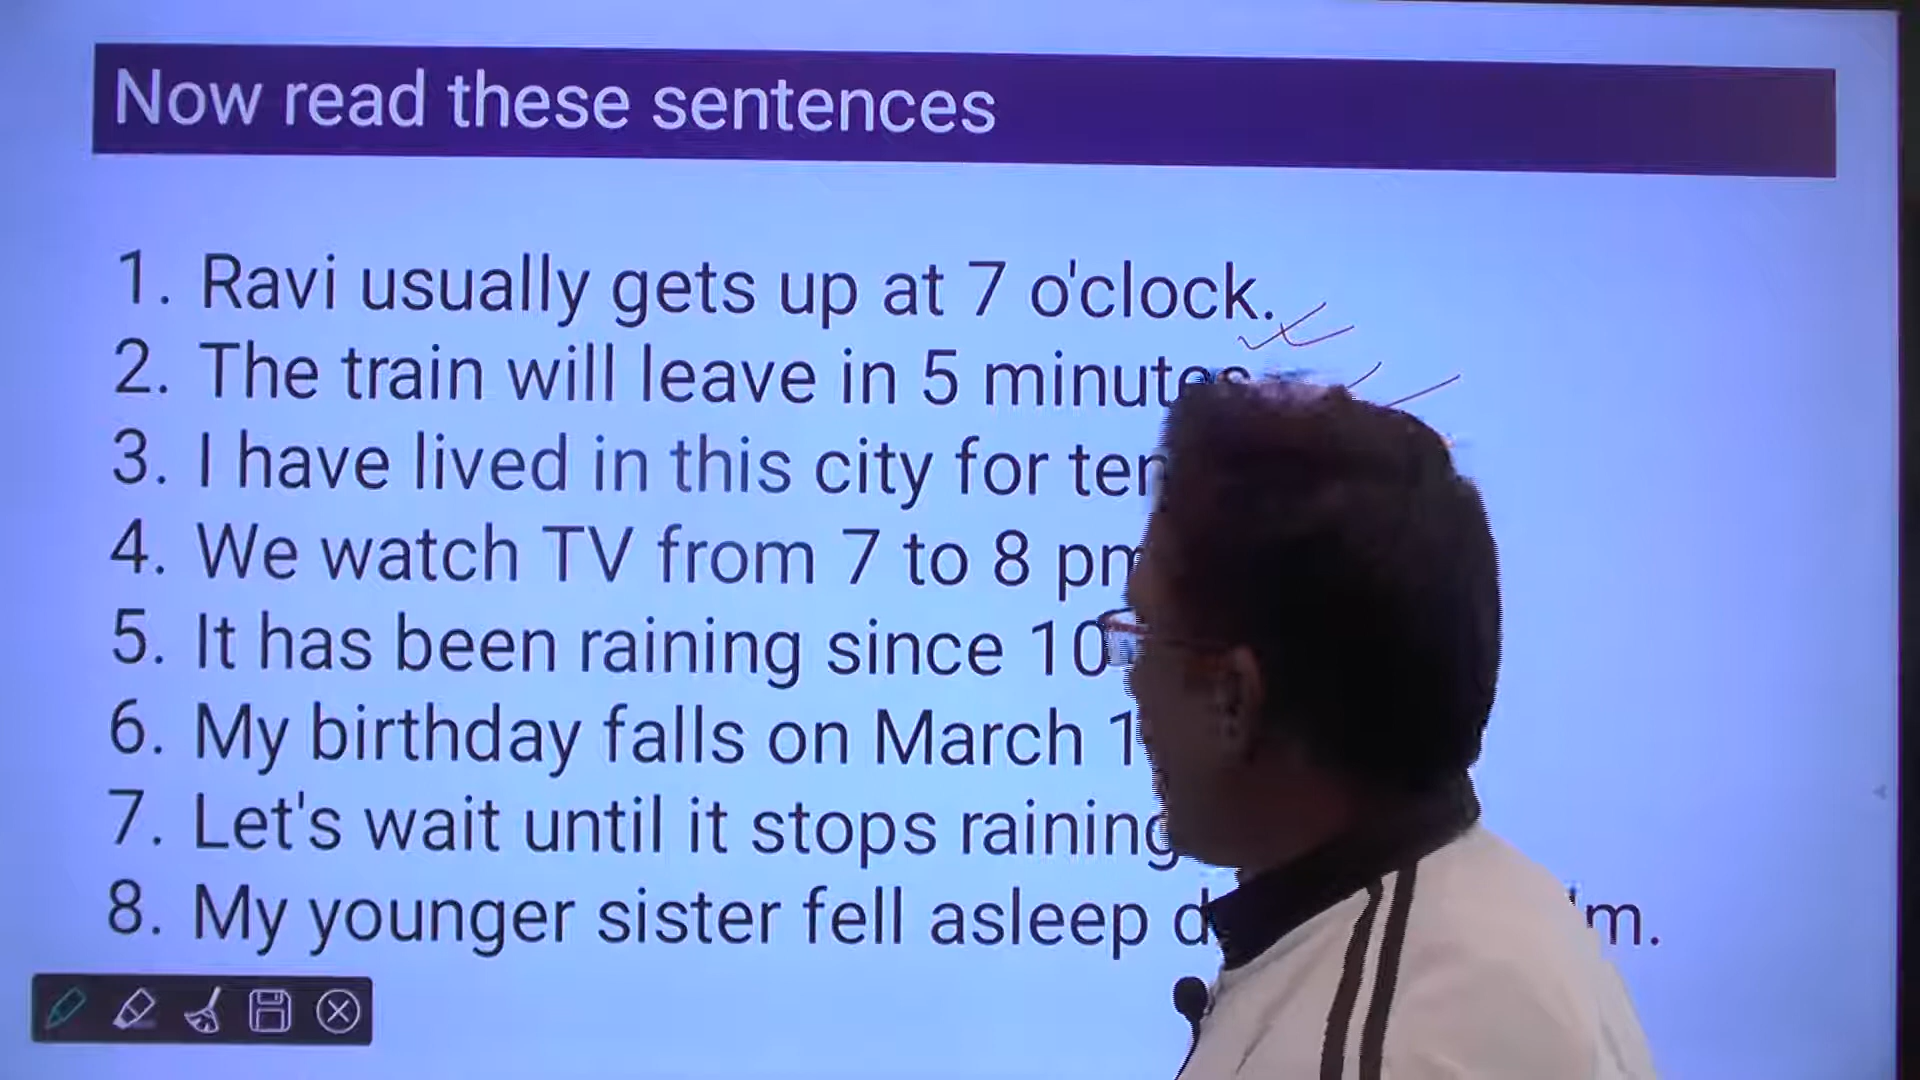 Now read these sentences
1. Ravi usually gets up at 7 o'clock.
2. The train will leave in 5 minutes
3. I have lived in this city for
4. We watch TV from 7 to 8 pm
5. It has been raining since 10
6. My birthday falls on March
7. Let's wait until it stops raining
8. My younger sister fell asleep